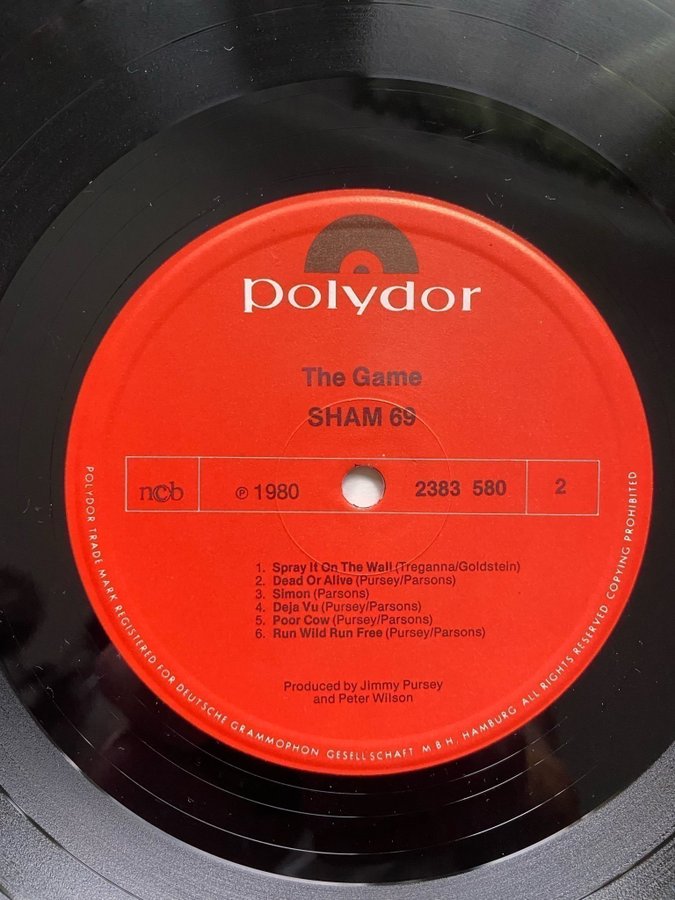 polydor
The Game
SHAM 69
ncb
℗ 1980
2383 580
2
1. Spray It On The Wall (Treganna/Goldstein)
2. Dead Or Alive (Pursey/Parsons)
3. Simon (Parsons)
4. Deja Vu (Pursey/Parsons)
5. Poor Cow (Pursey/Parsons)
6. Run Wild Run Free (Pursey/Parsons)
Produced by Jimmy Pursey
and Peter Wilson
POLYDOR TRADE MARK REGISTERED FOR DEUTSCHE GRAMMOPHON GESELLSCHAFT M B H, HAMBURG ALL RIGHTS RESERVED COPYING PROHIBITED